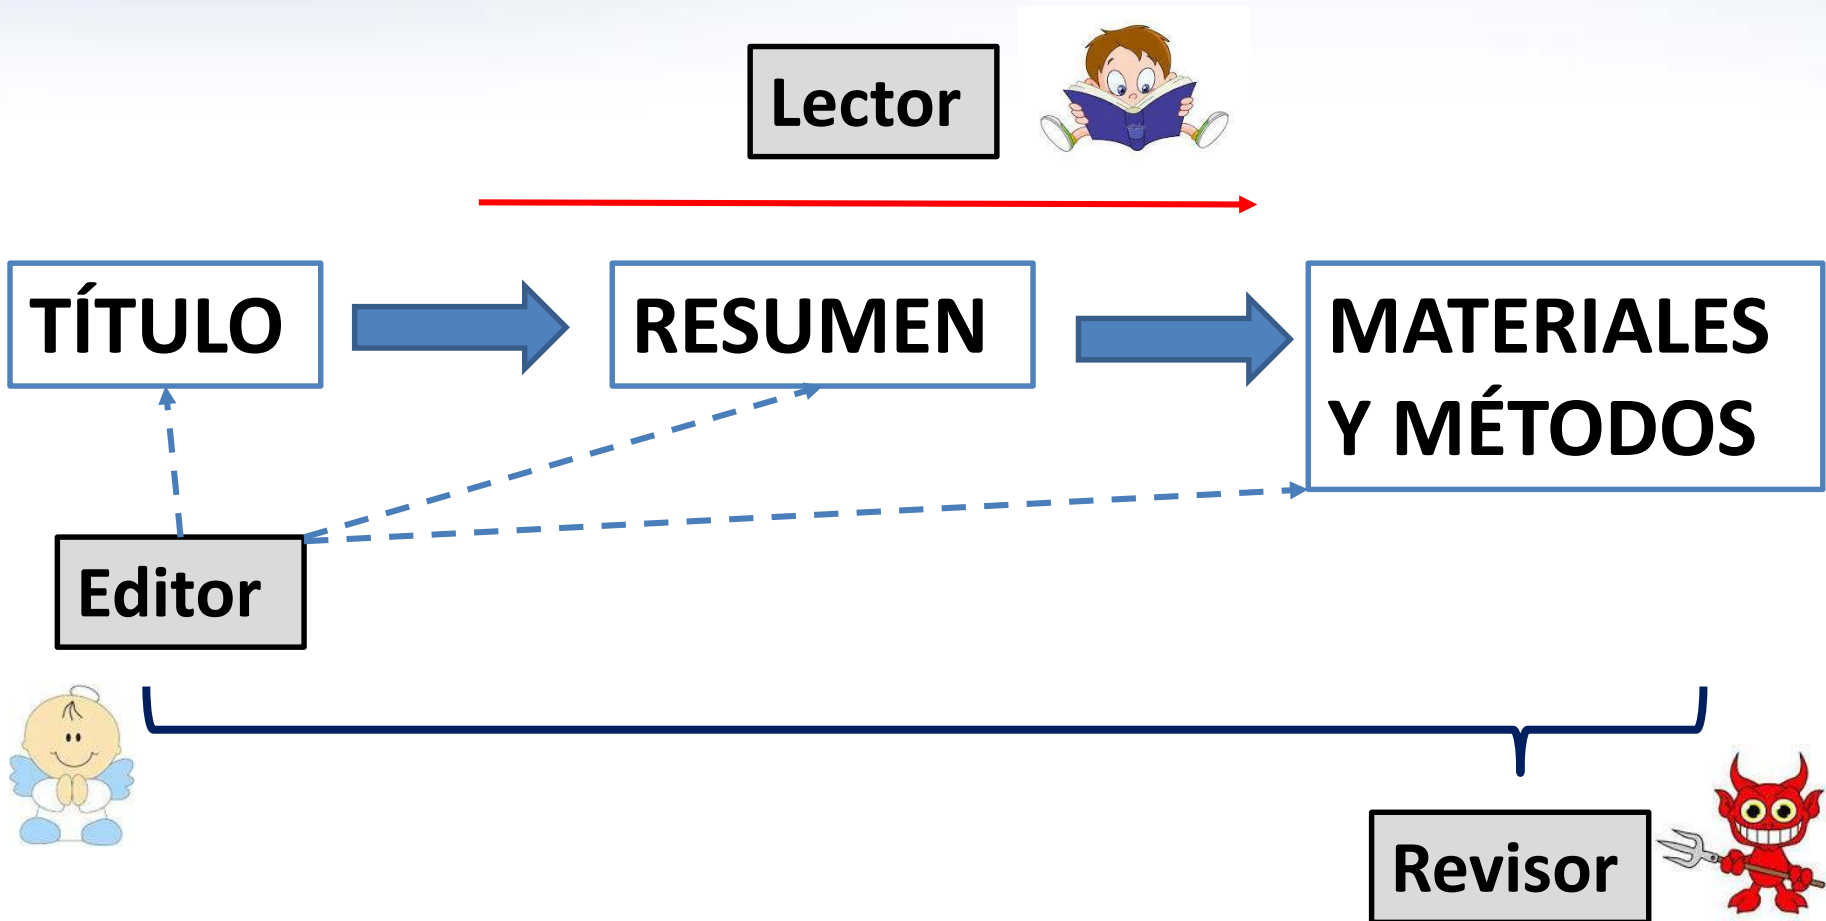 Lector
TÍTULO
RESUMEN
MATERIALES
Y MÉTODOS
Editor
Revisor